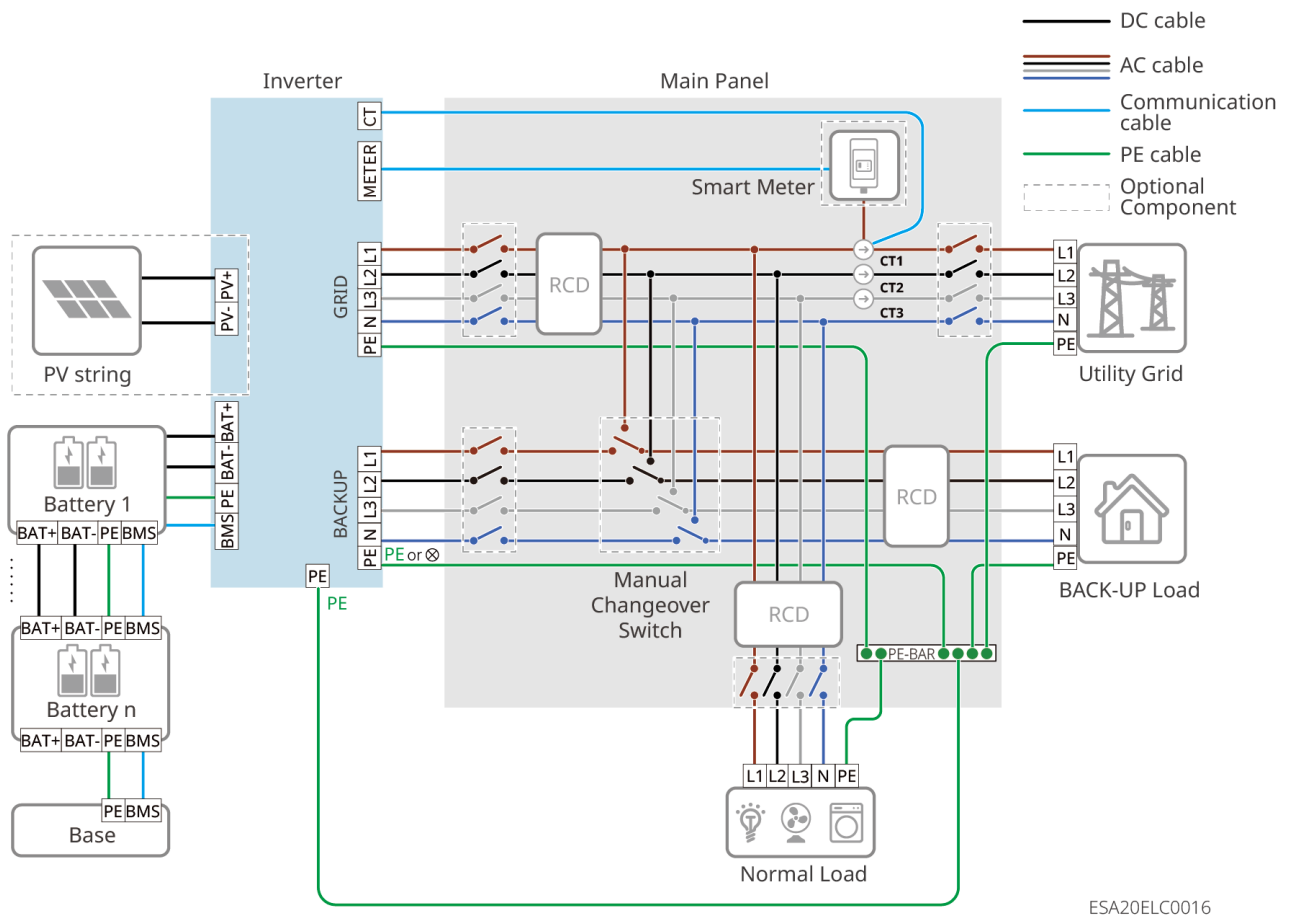 DC cable
AC cable
Communication
cable
PE cable
Optional
Component
Inverter
Main Panel
CT
METER
Smart Meter
GRID
L1
L2
L3
N
PE
RCD
CT1
CT2
CT3
L1
L2
L3
N
PE
Utility Grid
PV+
PV-
PV string
BAT+
BAT-
PE
BMS
Battery 1
BAT+ BAT- PE BMS
BACKUP
L1
L2
L3
N
PE
PE or ⊗
Manual
Changeover
Switch
RCD
L1
L2
L3
N
PE
BACK-UP Load
PE
PE
RCD
PE-BAR
BAT+ BAT- PE BMS
Battery n
BAT+ BAT- PE BMS
PE BMS
Base
L1 L2 L3 N PE
Normal Load
ESA20ELC0016